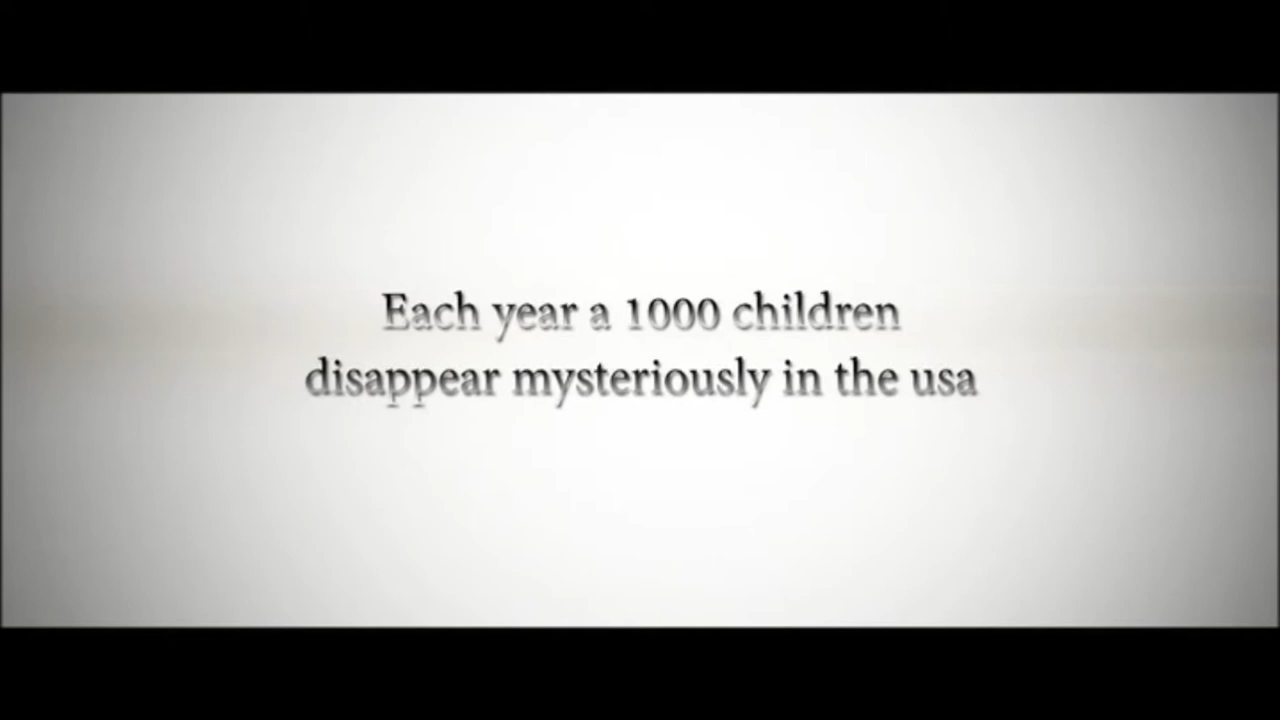 Each year a 1000 children
disappear mysteriously in the usa